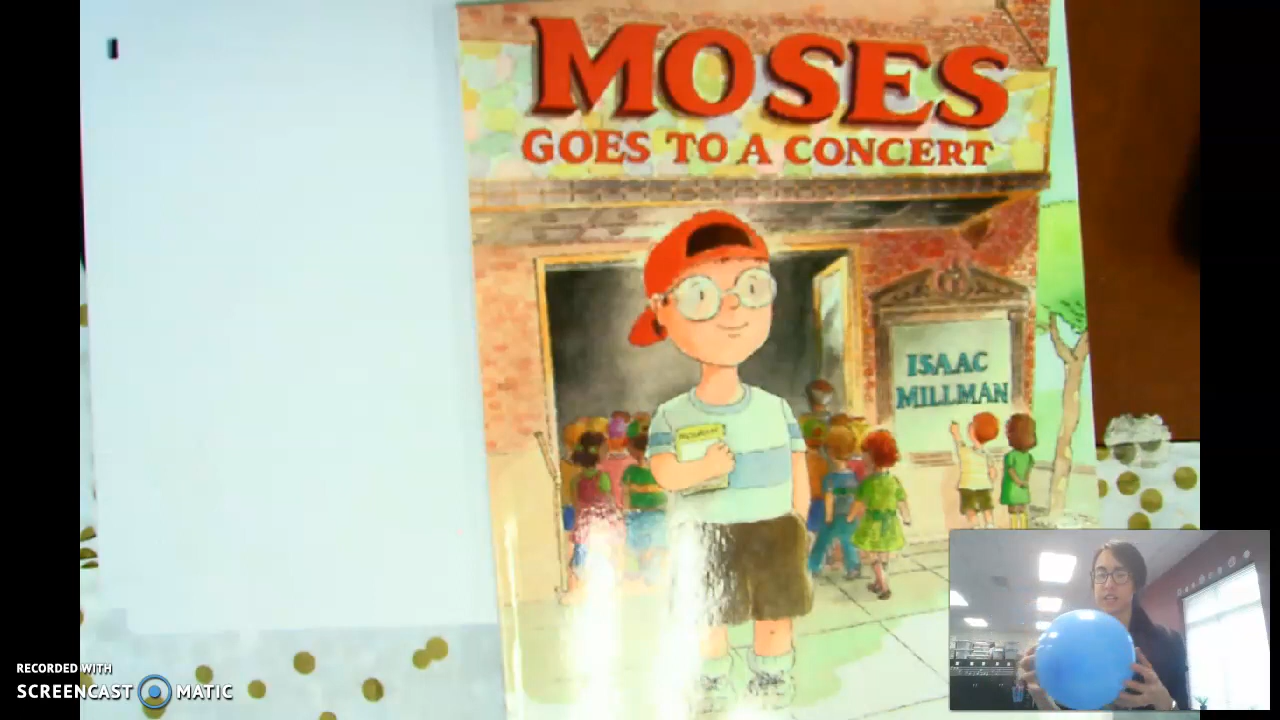 MOSES
GOES TO A CONCERT
ISAAC
MILLMAN
RECORDED WITH
SCREENCAST MATIC